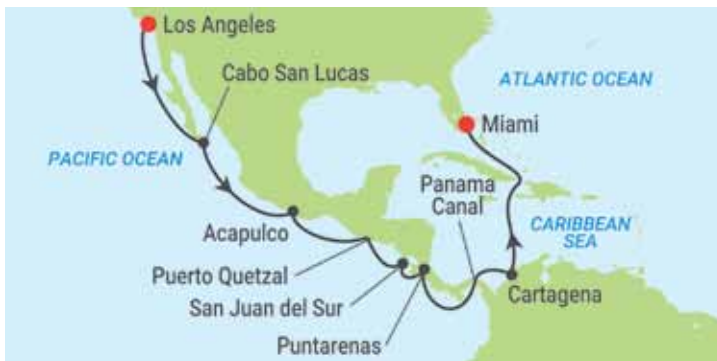 Los Angeles
Cabo San Lucas
ATLANTIC OCEAN
Miami
PACIFIC OCEAN
Panama
Canal
Acapulco
CARIBBEAN
SEA
Puerto Quetzal
San Juan del Sur
Cartagena
Puntarenas